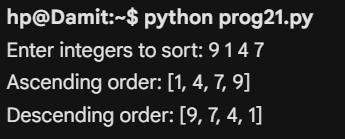 hp@Damit:~$ python prog21.py
Enter integers to sort: 9 1 4 7
Ascending order: [1, 4, 7, 9]
Descending order: [9, 7, 4, 1]